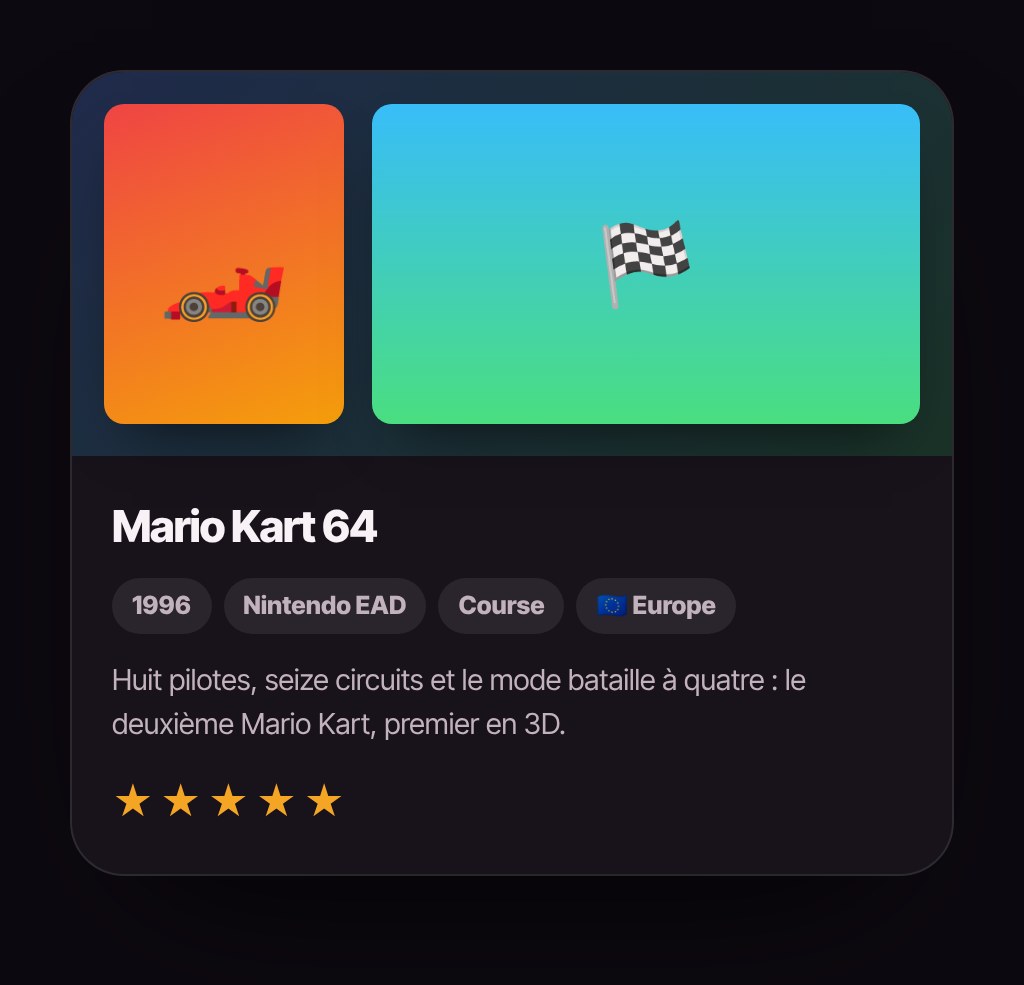 Mario Kart 64
1996 Nintendo EAD Course 🇪🇺 Europe
Huit pilotes, seize circuits et le mode bataille à quatre : le
deuxième Mario Kart, premier en 3D.
★★★★★